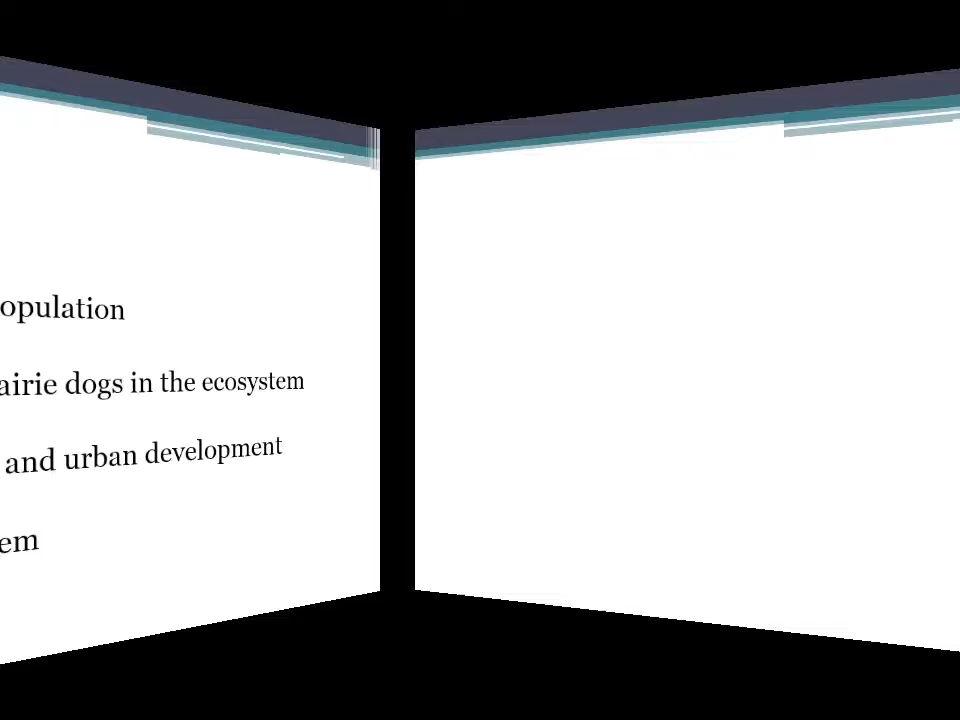 opulation
airie dogs in the ecosystem
and urban development
em